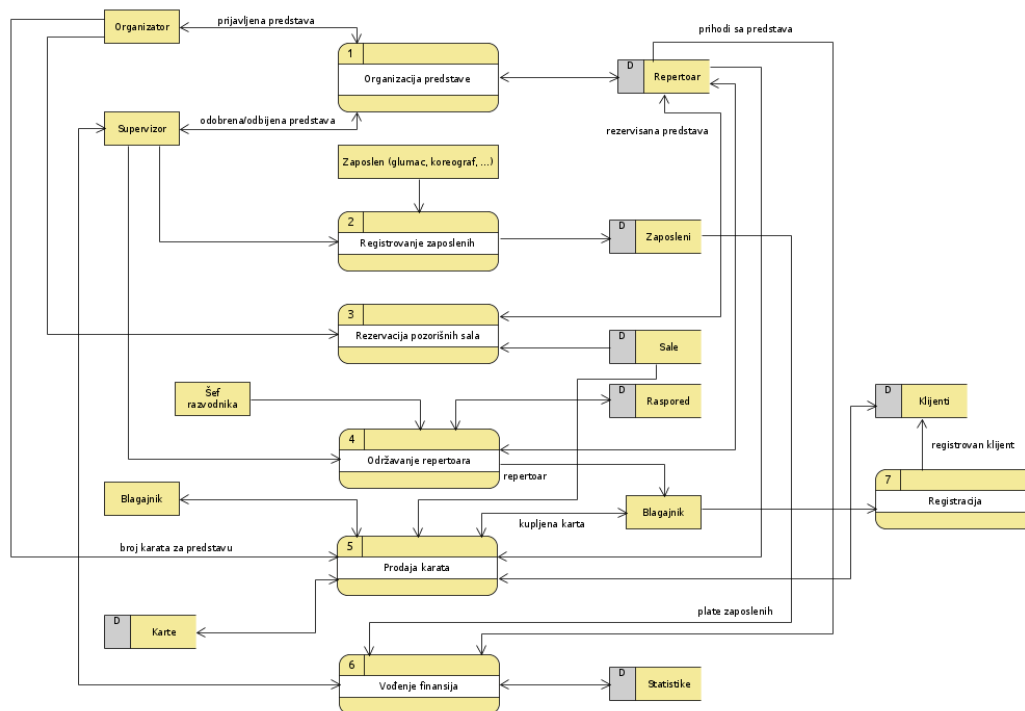 Organizator
prijavljena predstava
prihodi sa predstava
1
Organizacija predstave
D
Repertoar
Supervizor
odobrena/odbijena predstava
rezervisana predstava
Zaposlen (glumac, koreograf, ...)
2
Registrovanje zaposlenih
D
Zaposleni
3
Rezervacija pozorišnih sala
D
Sale
Šef
razvodnika
D
Raspored
D
Klijenti
4
Održavanje repertoara
registrovan klijent
repertoar
7
Registracija
Blagajnik
Blagajnik
kupljena karta
broj karata za predstavu
5
Prodaja karata
plate zaposlenih
D
Karte
6
Vođenje finansija
D
Statistike